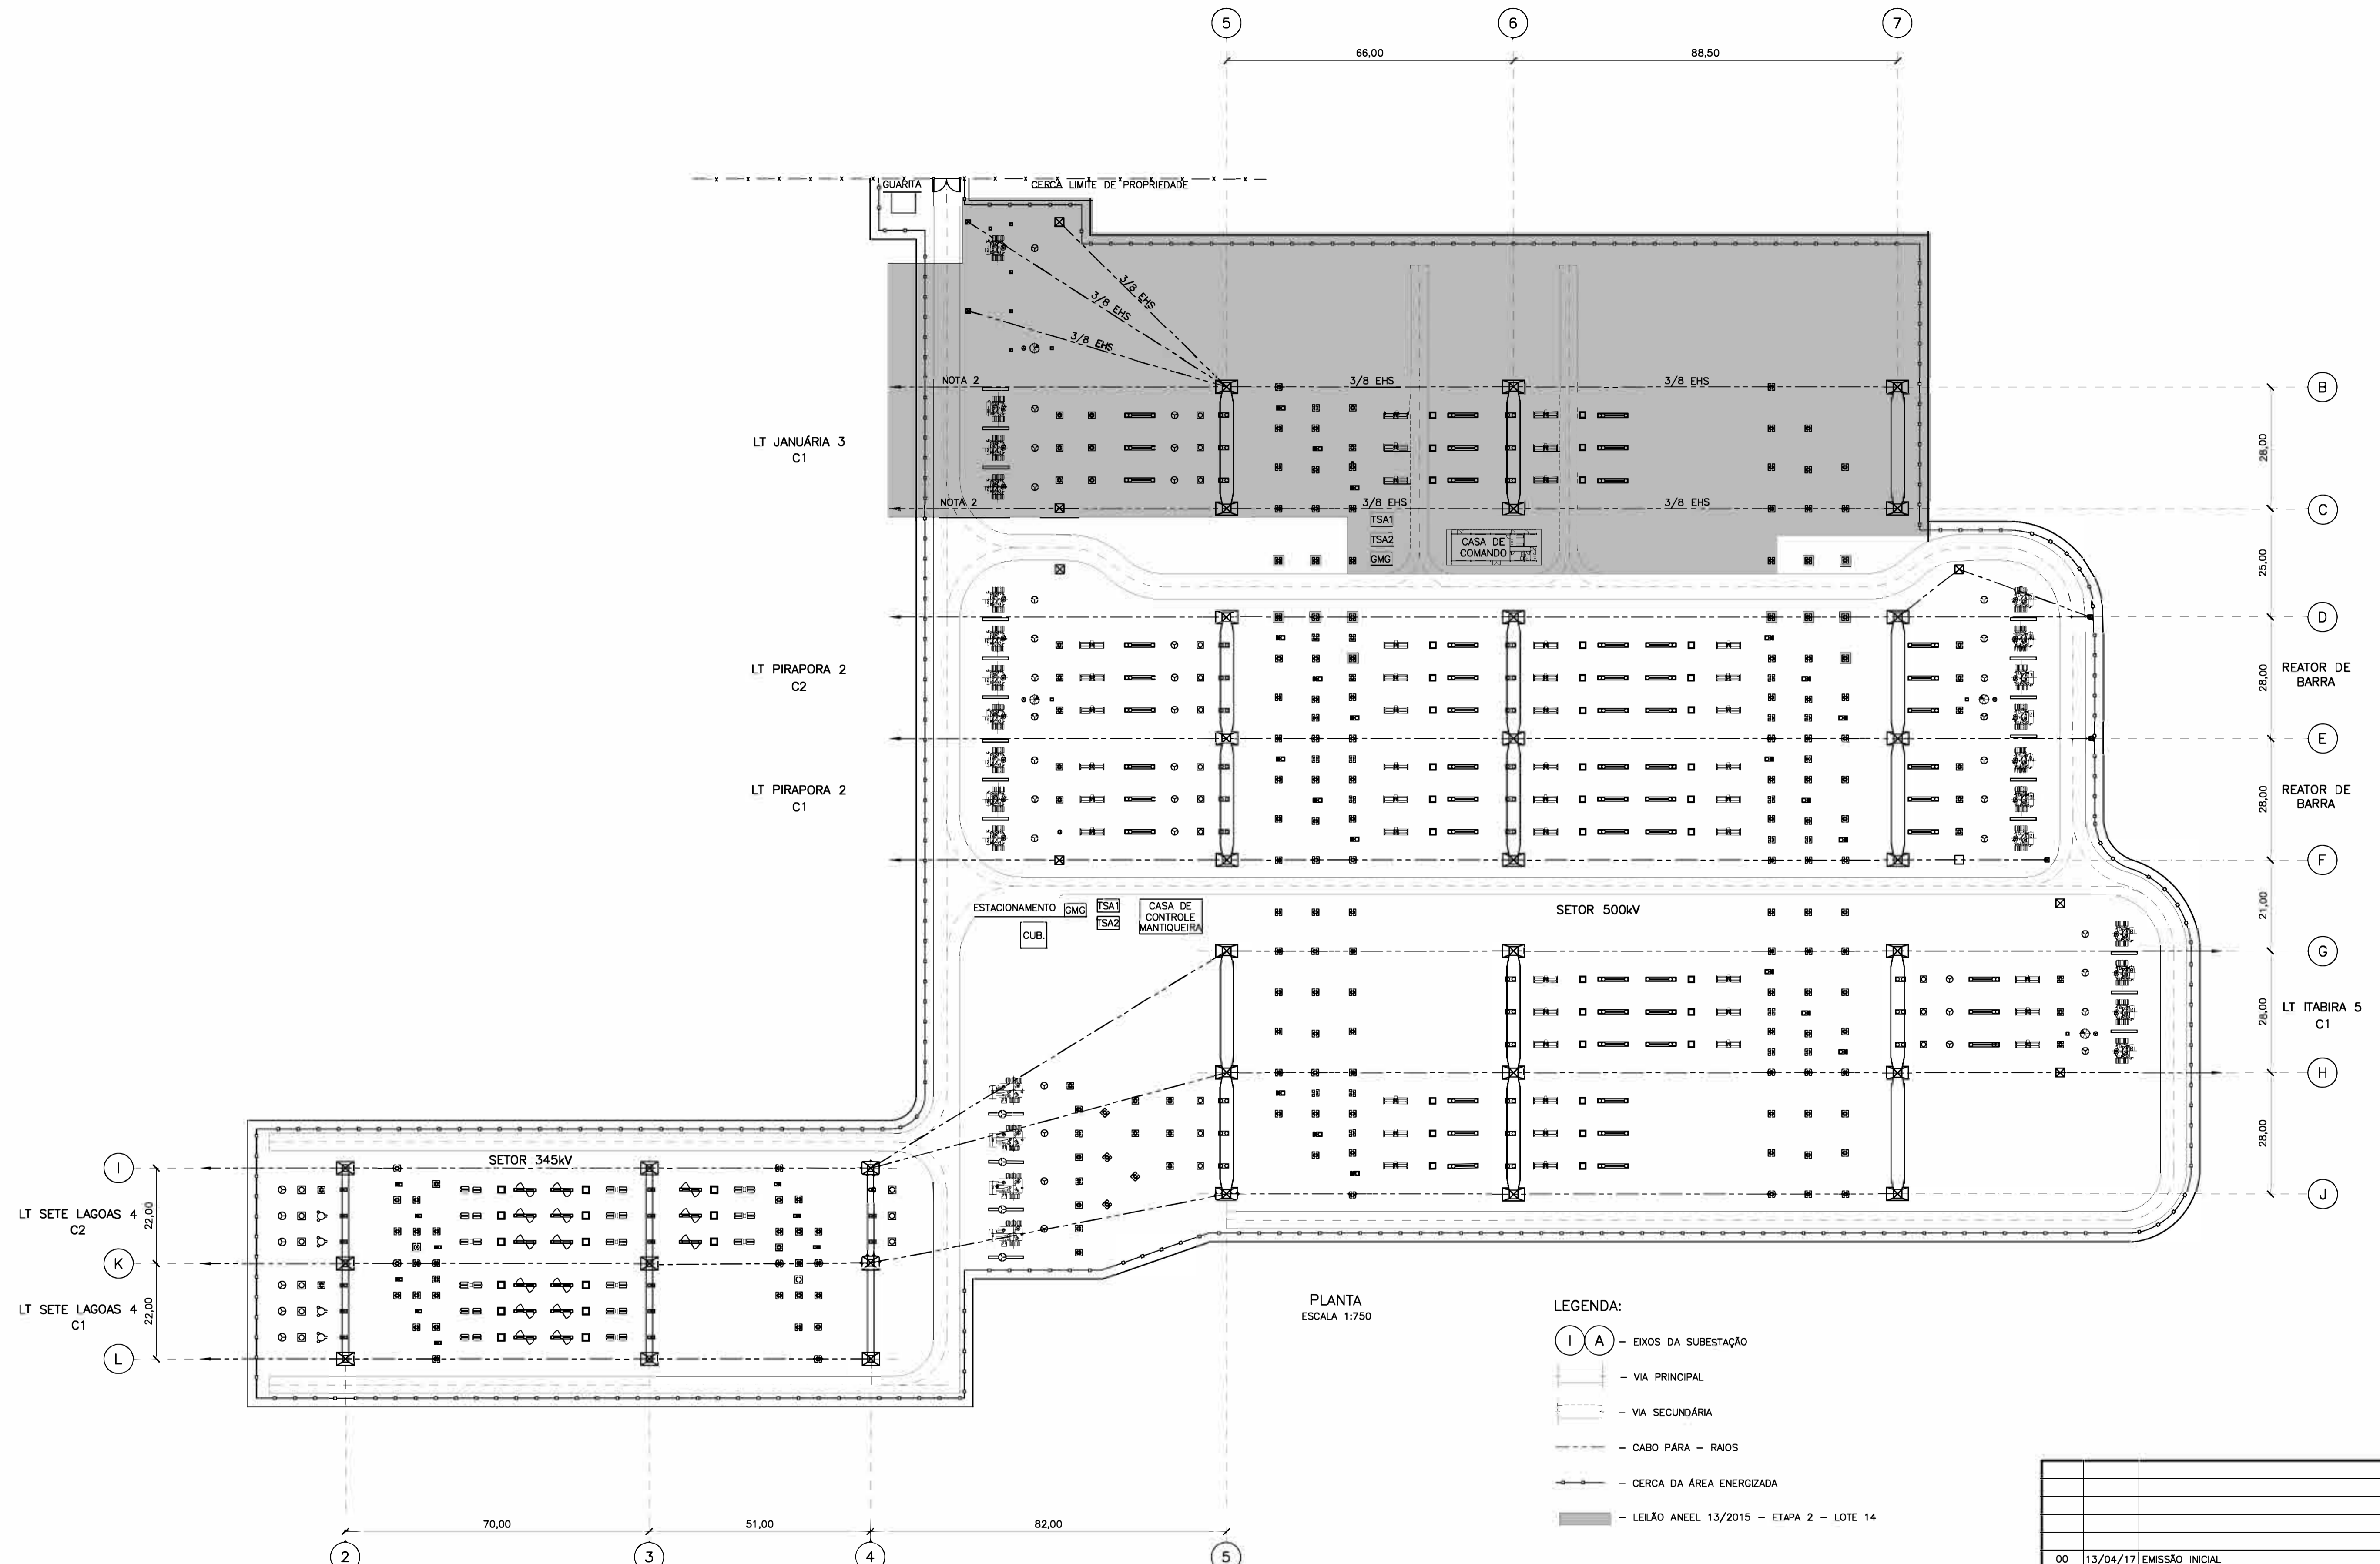 5
6
7
66,00
88,50
GUARITA
CERCA LIMITE DE PROPRIEDADE
3/8 EHS
3/8 EHS
3/8 EHS
NOTA 2
3/8 EHS
3/8 EHS
B
LT JANUÁRIA 3
C1
28,00
NOTA 2
3/8 EHS
3/8 EHS
C
TSA1
TSA2
GMG
CASA DE
COMANDO
25,00
D
LT PIRAPORA 2
C2
28,00
REATOR DE
BARRA
E
LT PIRAPORA 2
C1
28,00
REATOR DE
BARRA
F
ESTACIONAMENTO
GMG
TSA1
TSA2
CUB.
CASA DE
CONTROLE
MANTIQUEIRA
SETOR 500kV
21,00
G
28,00
LT ITABIRA 5
C1
H
28,00
J
I
SETOR 345kV
LT SETE LAGOAS 4
C2
22,00
K
LT SETE LAGOAS 4
C1
22,00
L
PLANTA
ESCALA 1:750
LEGENDA:
I A – EIXOS DA SUBESTAÇÃO
– VIA PRINCIPAL
– VIA SECUNDÁRIA
– CABO PÁRA – RAIOS
– CERCA DA ÁREA ENERGIZADA
– LEILÃO ANEEL 13/2015 – ETAPA 2 – LOTE 14
70,00
51,00
82,00
2
3
4
5
00 13/04/17 EMISSÃO INICIAL